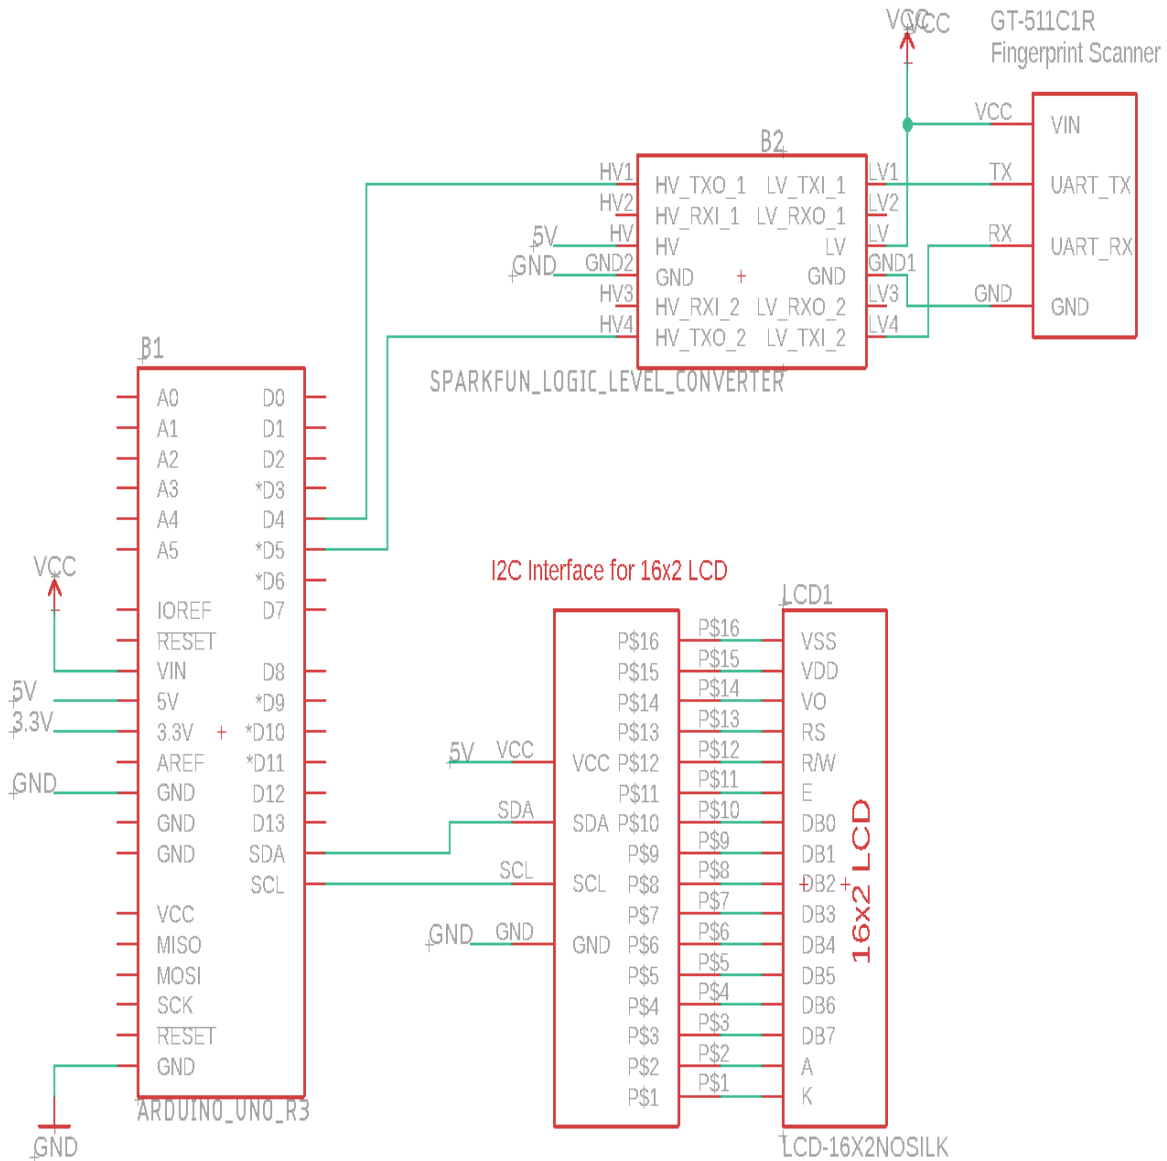 VCC
VCC
GT-511C1R
Fingerprint Scanner
VCC
VIN
TX
UART_TX
RX
UART_RX
GND
GND
B2
HV1
HV_TXO_1
LV_TXI_1
LV1
HV2
HV_RXI_1
LV_RXO_1
LV2
5V
HV
HV
LV
LV
GND
GND2
GND
GND
GND1
HV3
HV_RXI_2
LV_RXO_2
LV3
HV4
HV_TXO_2
LV_TXI_2
LV4
SPARKFUN_LOGIC_LEVEL_CONVERTER
B1
A0 D0
A1 D1
A2 D2
A3 *D3
A4 D4
A5 *D5
*D6
VCC
IOREF D7
RESET
VIN D8
5V
5V *D9
3.3V
3.3V *D10
AREF *D11
GND
GND D12
GND D13
GND SDA
SCL
VCC
MISO
MOSI
SCK
RESET
GND
GND
ARDUINO_UNO_R3
I2C Interface for 16x2 LCD
5V
VCC
VCC
SDA
SDA
SCL
SCL
GND
GND
GND
P$16
P$15
P$14
P$13
P$12
P$11
P$10
P$9
P$8
P$7
P$6
P$5
P$4
P$3
P$2
P$1
P$16
P$15
P$14
P$13
P$12
P$11
P$10
P$9
P$8
P$7
P$6
P$5
P$4
P$3
P$2
P$1
LCD1
VSS
VDD
VO
RS
R/W
E
DB0
DB1
DB2
DB3
DB4
DB5
DB6
DB7
A
K
16x2 LCD
LCD-16X2NOSILK